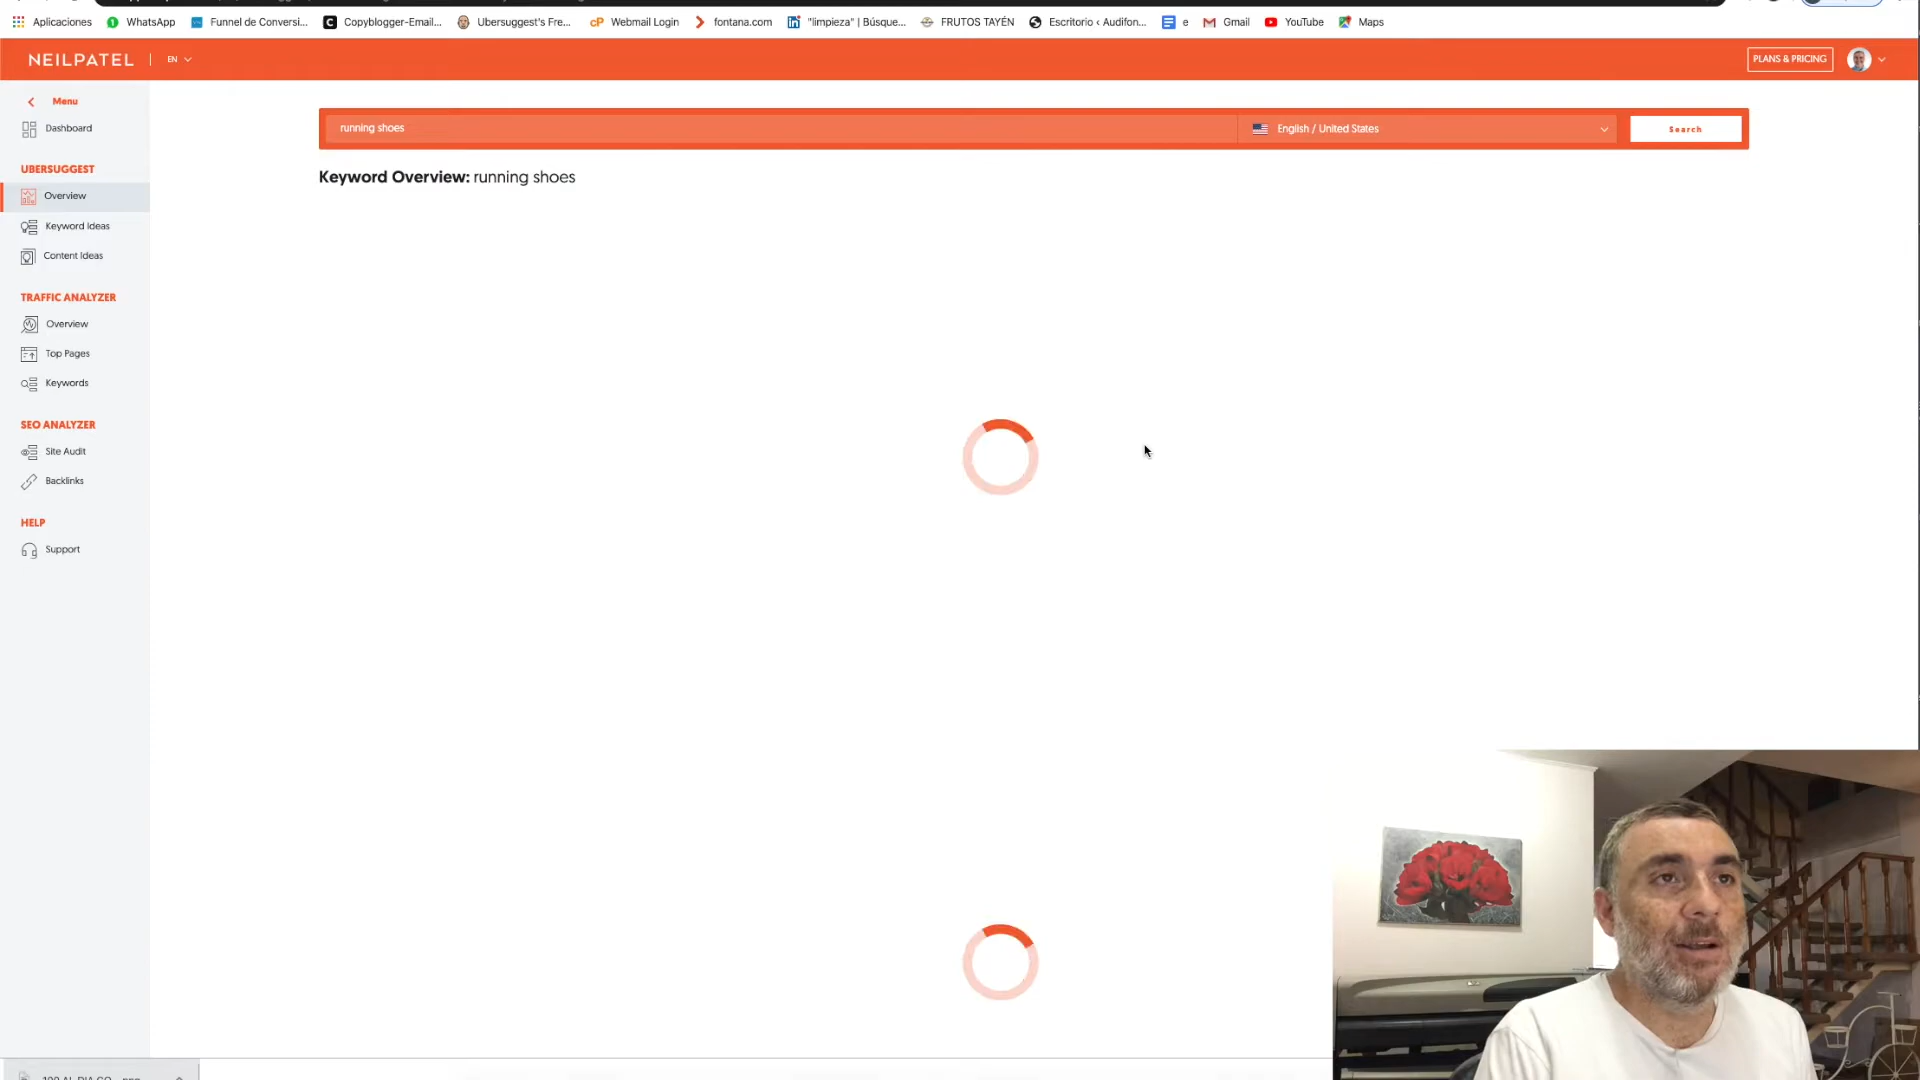 Aplicaciones
WhatsApp
Funnel de Conversi...
Copyblogger-Email...
Ubersuggest's Fre...
cP Webmail Login
fontana.com
"limpieza" | Búsque...
FRUTOS TAYÉN
Escritorio ‹ Audifon...
e
Gmail
YouTube
Maps
NEILPATEL
EN
PLANS & PRICING
Menu
Dashboard
UBERSUGGEST
Overview
Keyword Ideas
Content Ideas
TRAFFIC ANALYZER
Overview
Top Pages
Keywords
SEO ANALYZER
Site Audit
Backlinks
HELP
Support
running shoes
English / United States
Search
Keyword Overview: running shoes